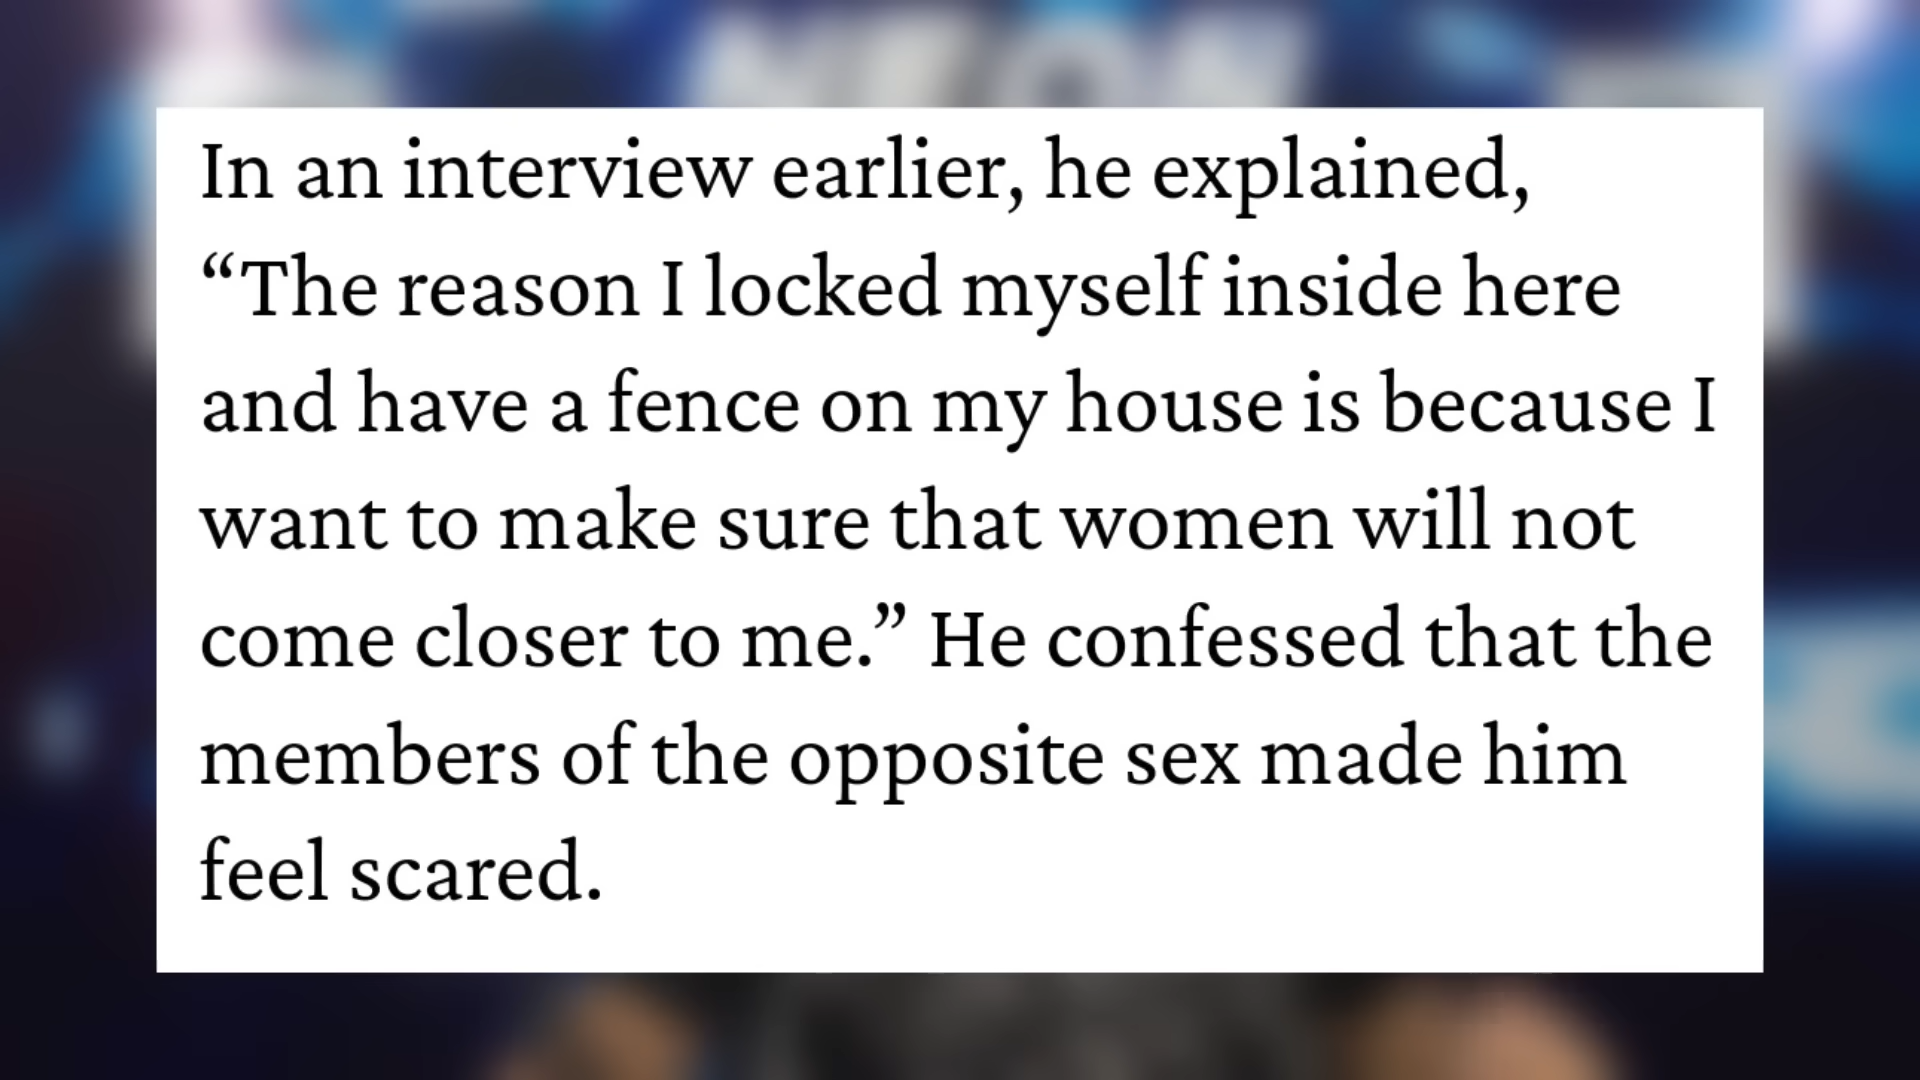 In an interview earlier, he explained,
“The reason I locked myself inside here
and have a fence on my house is because I
want to make sure that women will not
come closer to me.” He confessed that the
members of the opposite sex made him
feel scared.